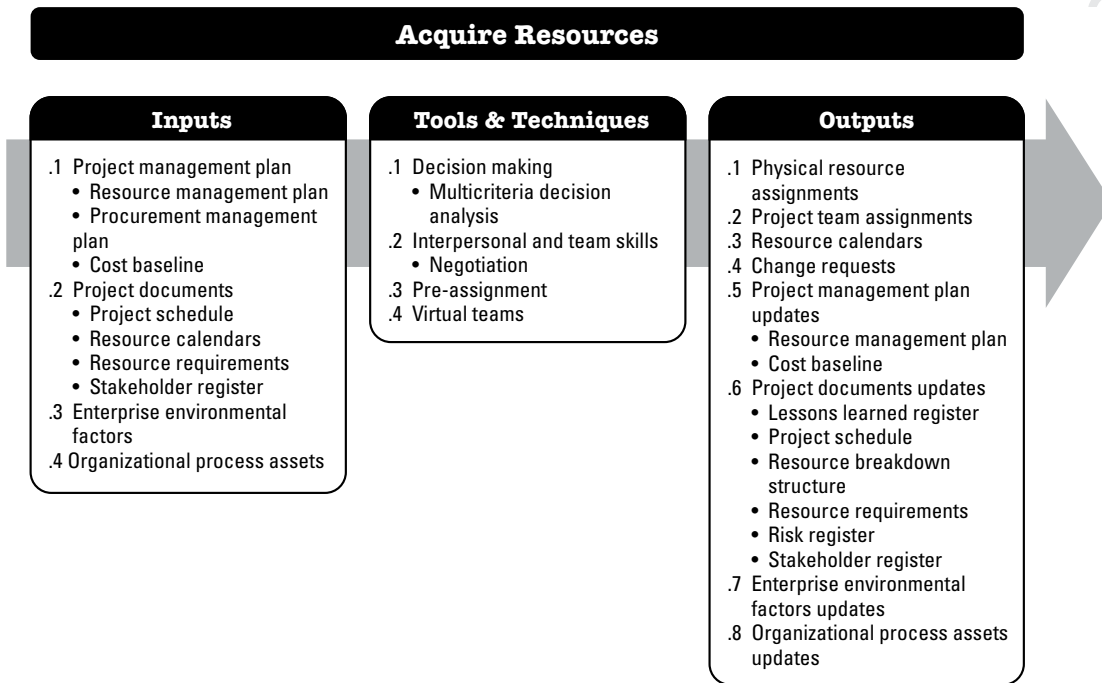 Acquire Resources
Inputs
.1 Project management plan
• Resource management plan
• Procurement management
plan
• Cost baseline
.2 Project documents
• Project schedule
• Resource calendars
• Resource requirements
• Stakeholder register
.3 Enterprise environmental
factors
.4 Organizational process assets
Tools & Techniques
.1 Decision making
• Multicriteria decision
analysis
.2 Interpersonal and team skills
• Negotiation
.3 Pre-assignment
.4 Virtual teams
Outputs
.1 Physical resource
assignments
.2 Project team assignments
.3 Resource calendars
.4 Change requests
.5 Project management plan
updates
• Resource management plan
• Cost baseline
.6 Project documents updates
• Lessons learned register
• Project schedule
• Resource breakdown
structure
• Resource requirements
• Risk register
• Stakeholder register
.7 Enterprise environmental
factors updates
.8 Organizational process assets
updates